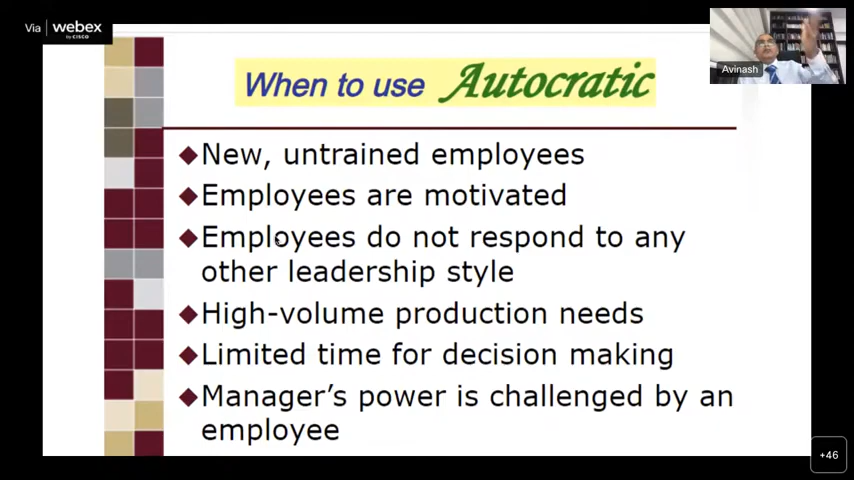 Via webex
by CISCO
Avinash
When to use Autocratic
New, untrained employees
Employees are motivated
Employees do not respond to any
other leadership style
High-volume production needs
Limited time for decision making
Manager's power is challenged by an
employee
+46